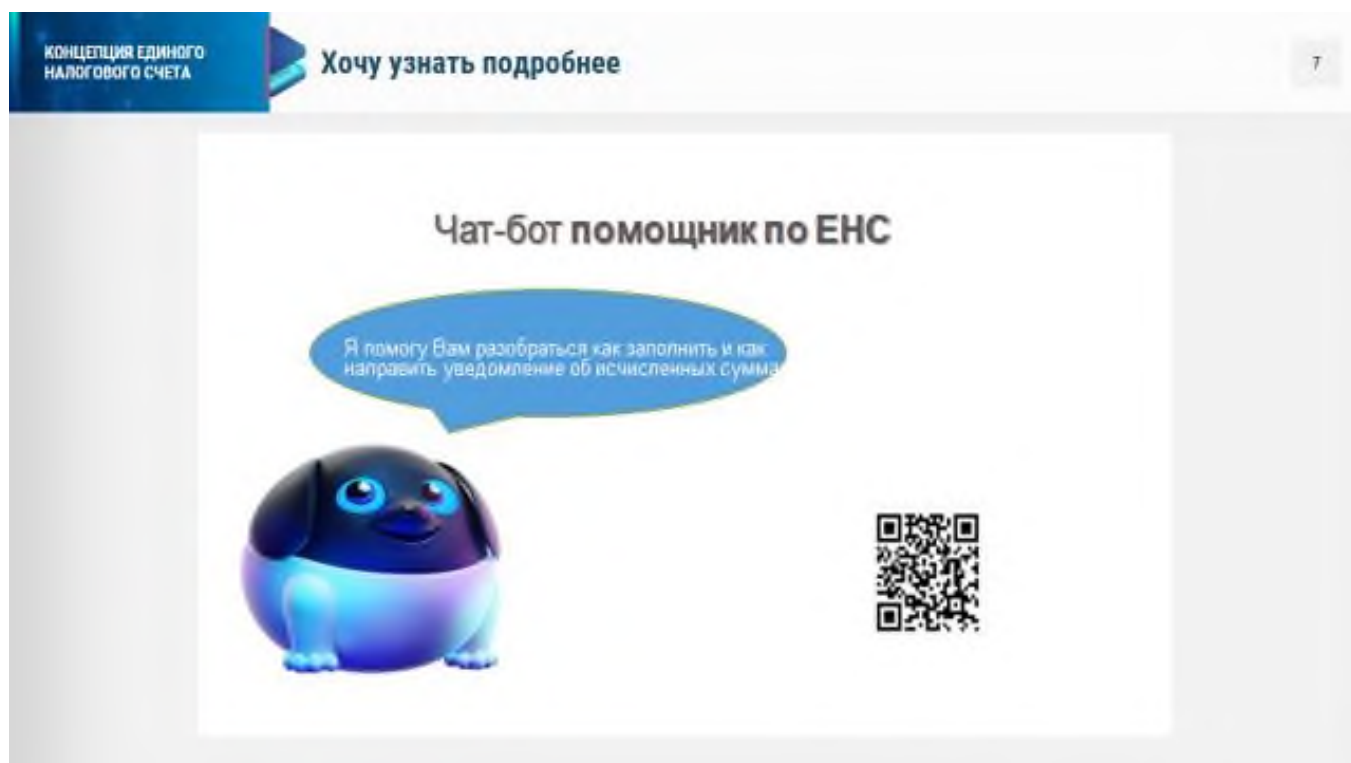 КОНЦЕПЦИЯ ЕДИНОГО
НАЛОГОВОГО СЧЕТА
Хочу узнать подробнее
7
Чат-бот помощник по ЕНС
Я помогу Вам разобраться как заполнить и как
направить уведомление об исчисленных сумма